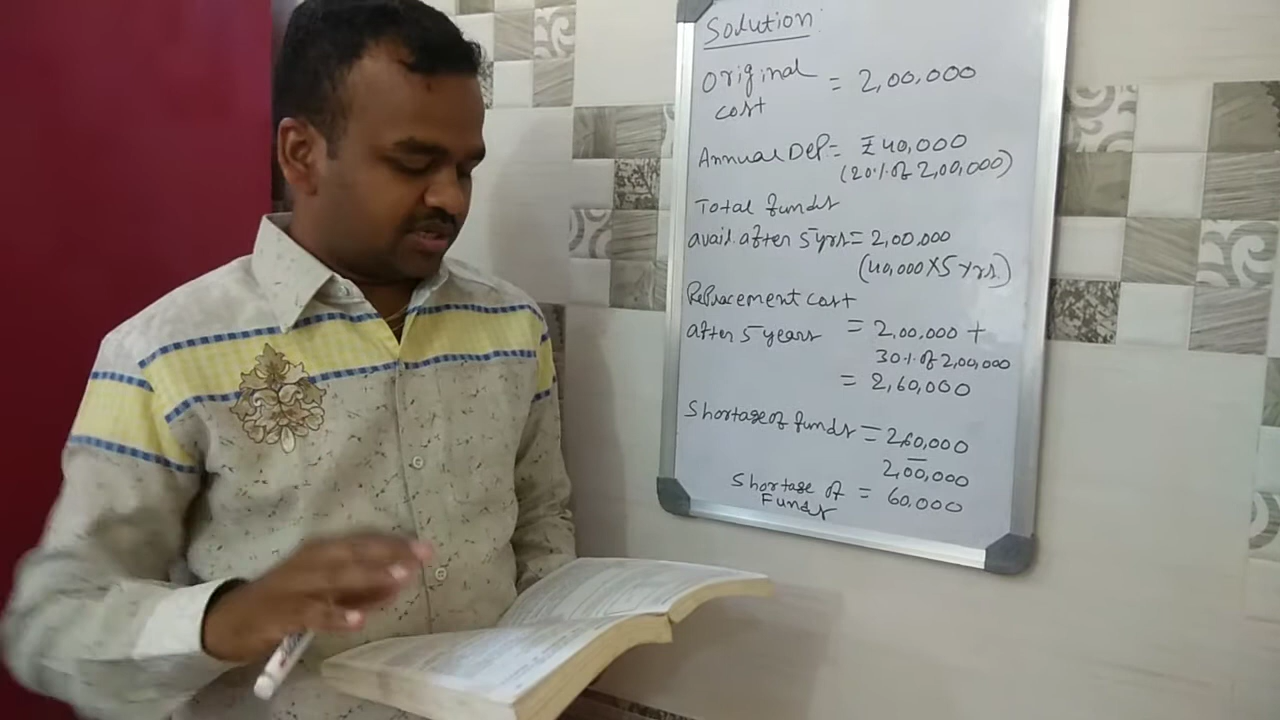 Solution:
Original = 2,00,000
cost
Annual Dep. = ₹40,000
(20% of 2,00,000)
Total funds
avail. after 5 yrs = 2,00,000
(40,000 X 5 yrs.)
Replacement cost
after 5 years = 2,00,000 +
30% of 2,00,000
= 2,60,000
Shortage of funds = 2,60,000
–
2,00,000
Shortage of = 60,000
Funds